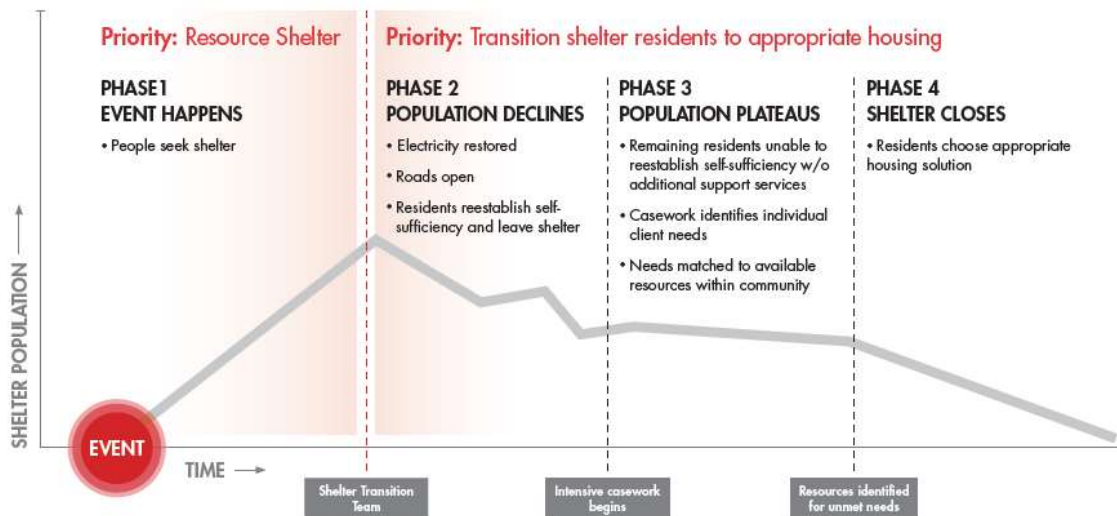 Priority: Resource Shelter
Priority: Transition shelter residents to appropriate housing
PHASE1
EVENT HAPPENS
• People seek shelter
PHASE 2
POPULATION DECLINES
• Electricity restored
• Roads open
• Residents reestablish self-
sufficiency and leave shelter
PHASE 3
POPULATION PLATEAUS
• Remaining residents unable to
reestablish self-sufficiency w/o
additional support services
• Casework identifies individual
client needs
• Needs matched to available
resources within community
PHASE 4
SHELTER CLOSES
• Residents choose appropriate
housing solution
SHELTER POPULATION
EVENT
TIME
Shelter Transition
Team
Intensive casework
begins
Resources identified
for unmet needs